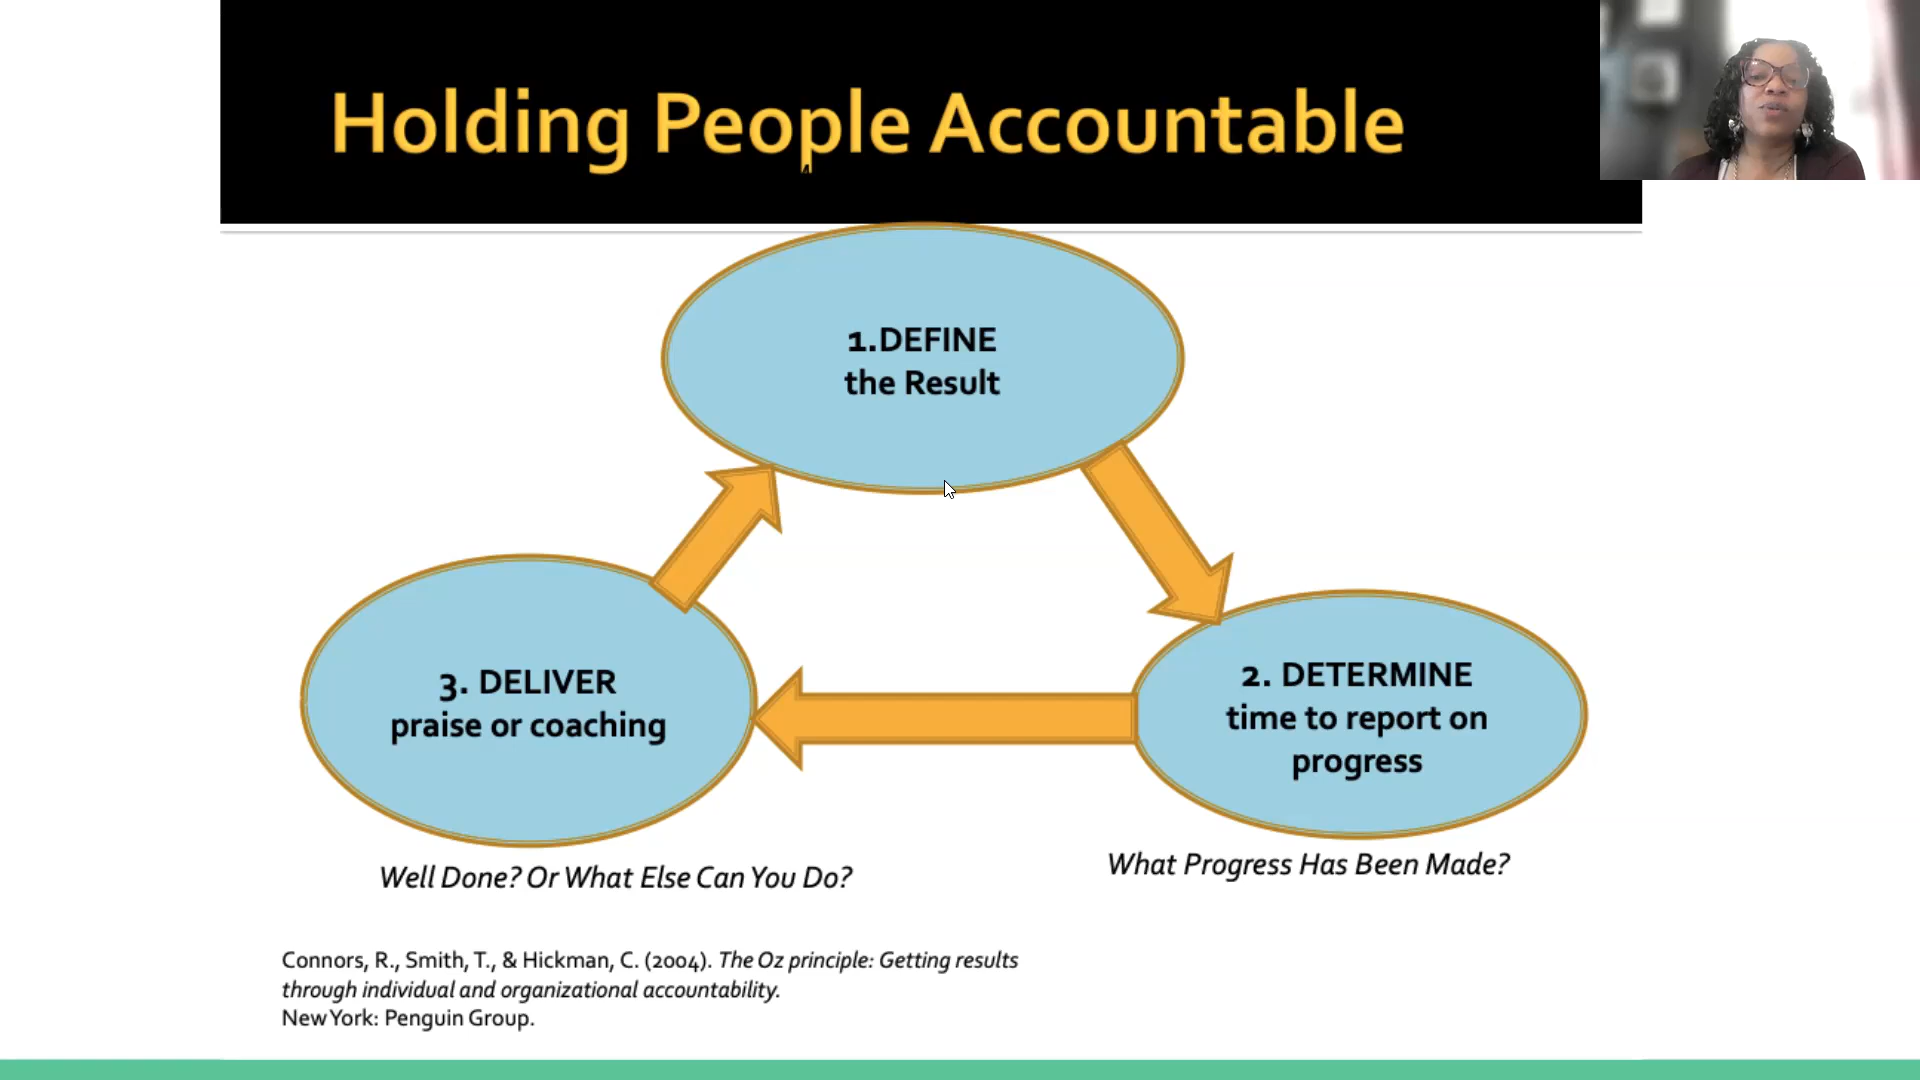 Holding People Accountable
1.DEFINE
the Result
2. DETERMINE
time to report on
progress
3. DELIVER
praise or coaching
Well Done? Or What Else Can You Do?
What Progress Has Been Made?
Connors, R., Smith, T., & Hickman, C. (2004). The Oz principle: Getting results
through individual and organizational accountability.
New York: Penguin Group.